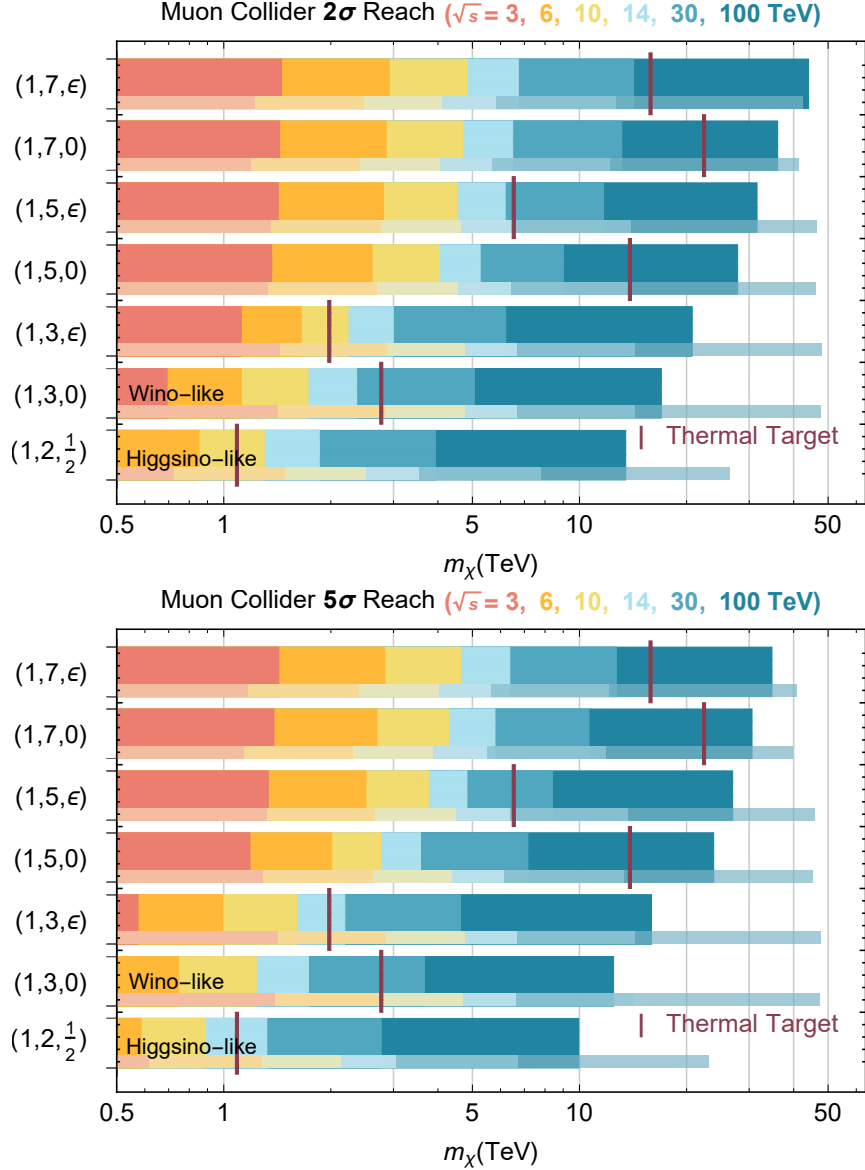 Muon Collider 2σ Reach (√s = 3, 6, 10, 14, 30, 100 TeV)
(1,7,ϵ)
(1,7,0)
(1,5,ϵ)
(1,5,0)
(1,3,ϵ)
(1,3,0) Wino-like
(1,2,1/2) Higgsino-like
| Thermal Target
0.5 1 5 10 50
mχ(TeV)
Muon Collider 5σ Reach (√s = 3, 6, 10, 14, 30, 100 TeV)
(1,7,ϵ)
(1,7,0)
(1,5,ϵ)
(1,5,0)
(1,3,ϵ)
(1,3,0) Wino-like
| Thermal Target
(1,2,1/2) Higgsino-like
0.5 1 5 10 50
mχ(TeV)